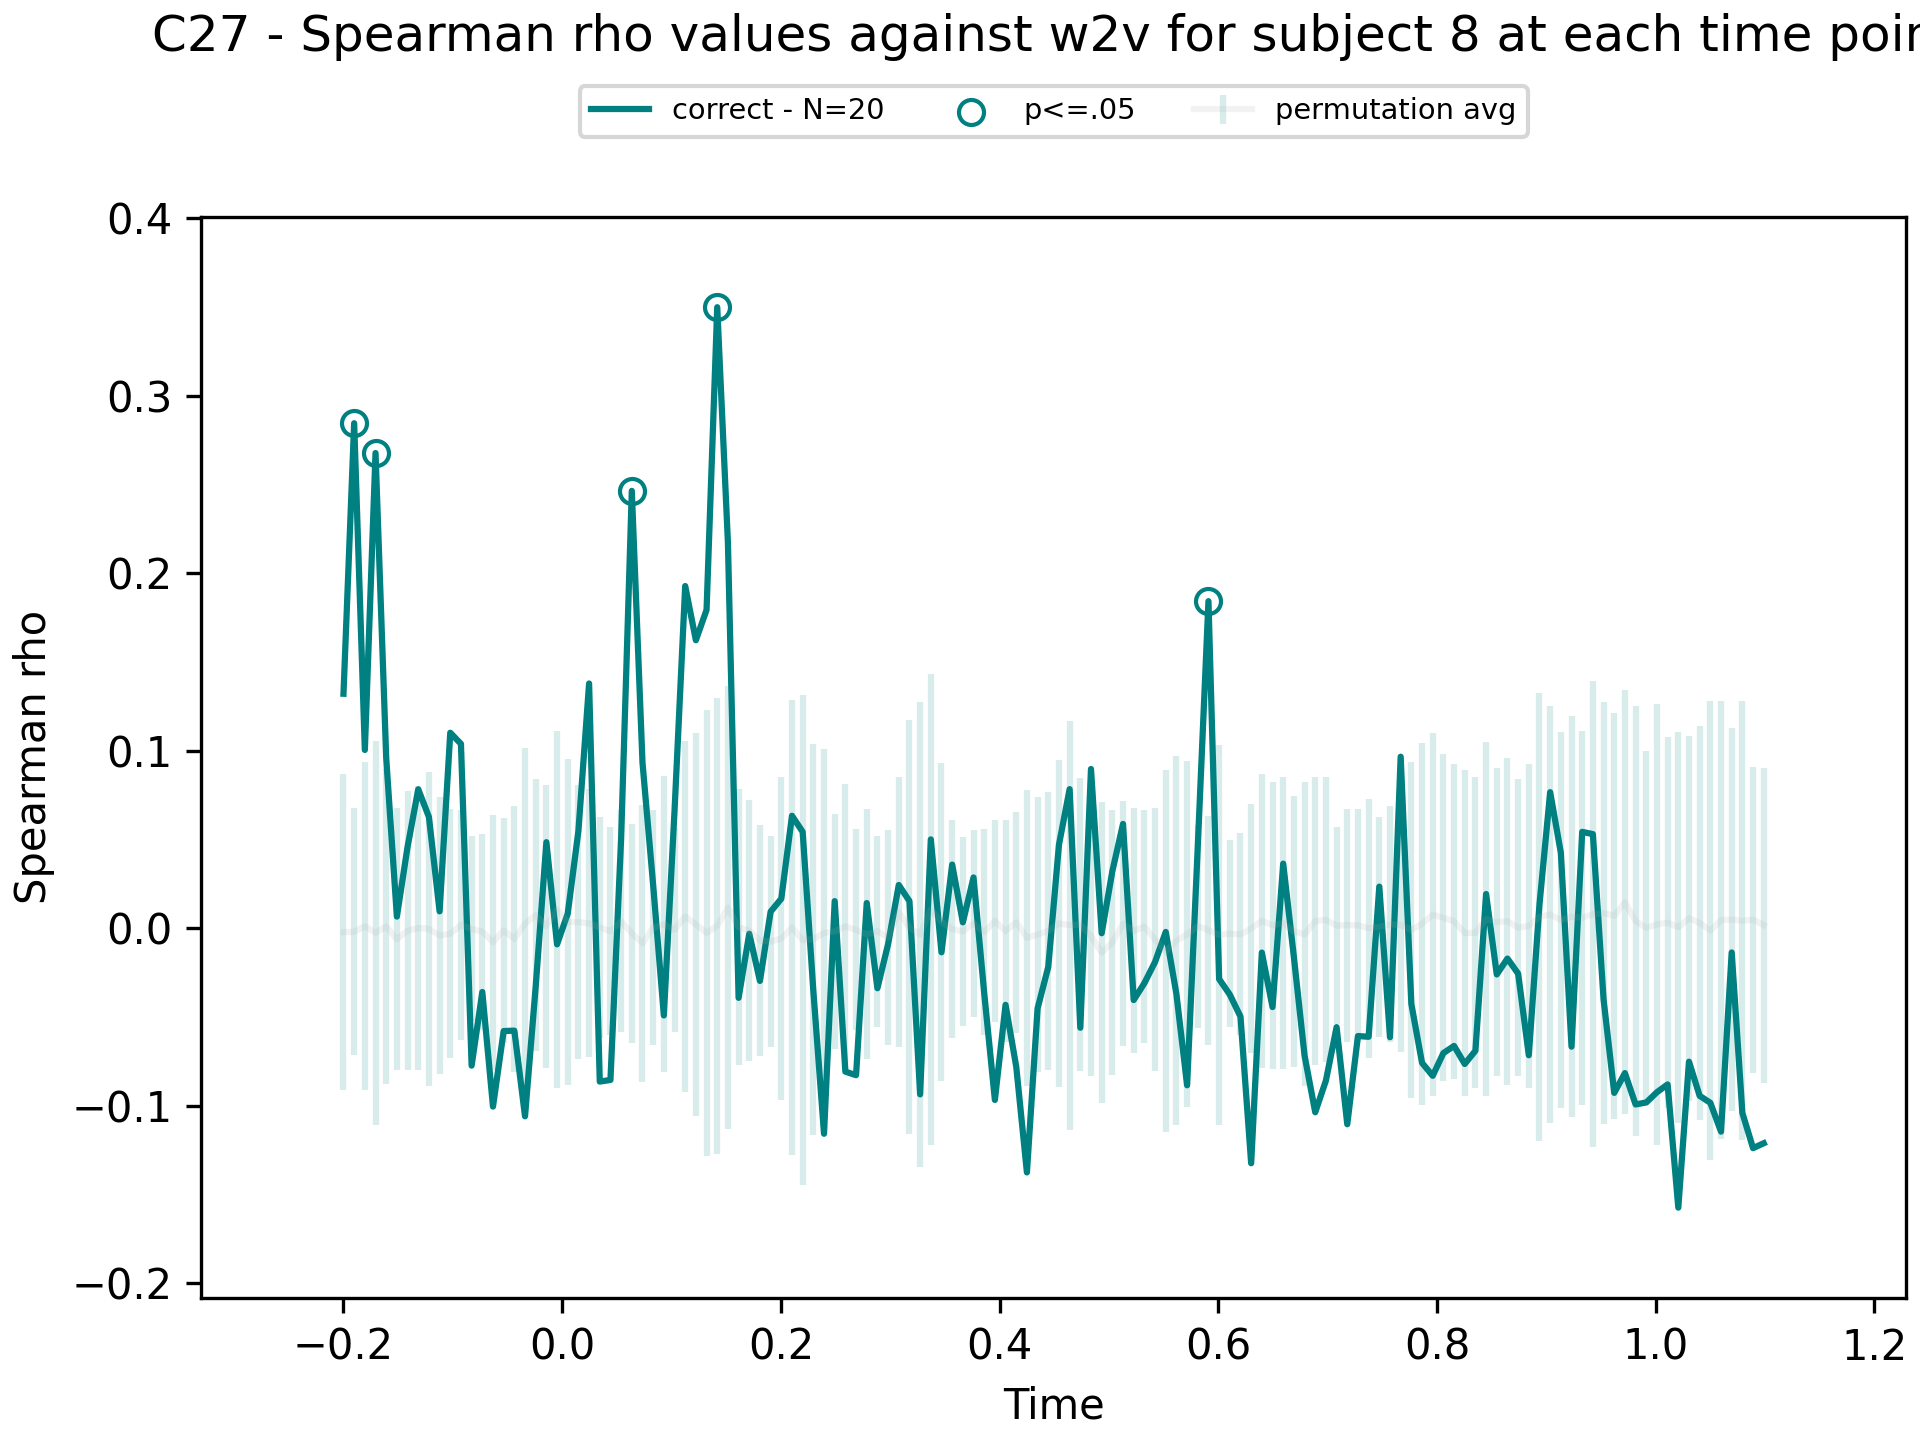 C27 - Spearman rho values against w2v for subject 8 at each time
correct - N=20 p<=.05 permutation avg
0.4
0.3
0.2
0.1
0.0
−0.1
−0.2
Spearman rho
−0.2 0.0 0.2 0.4 0.6 0.8 1.0 1.2
Time